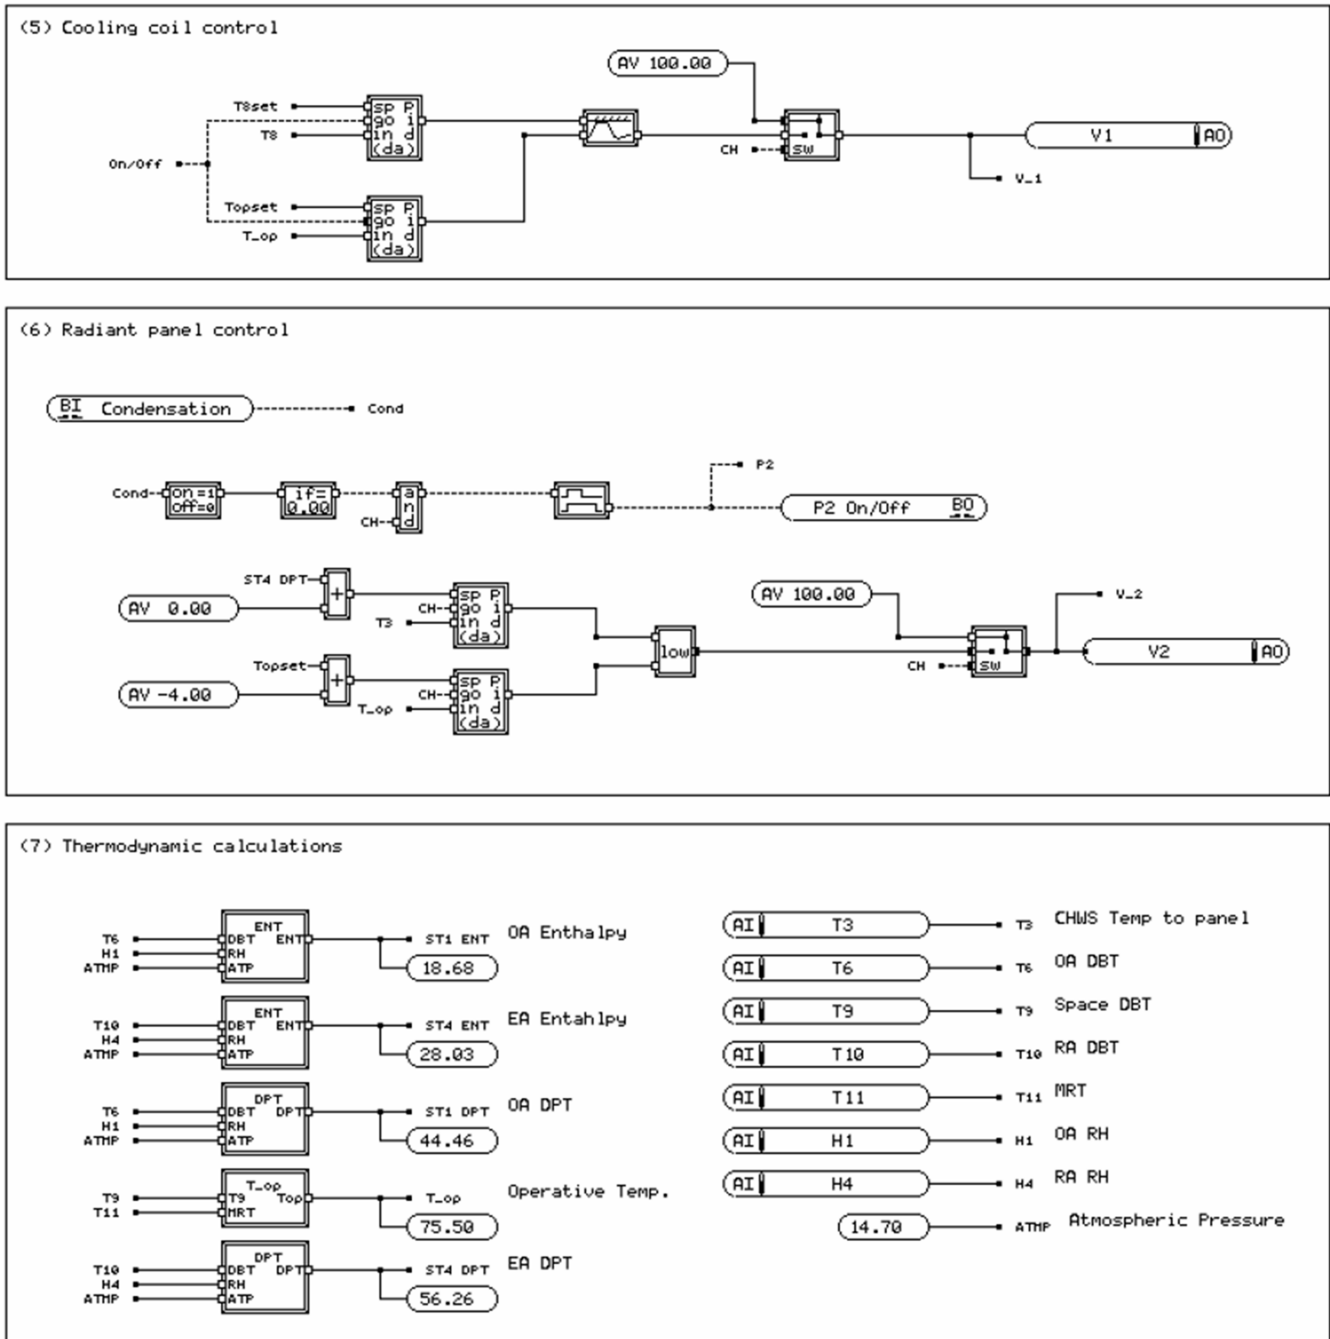 (5) Cooling coil control
AV 100.00
T8set
sp P
go i
T8
in d
(da)
On/Off
CH
sw
V1
AO
V_1
Topset
sp P
go i
T_op
in d
(da)
(6) Radiant panel control
BI Condensation
Cond
P2
Cond
on =1
off=0
if=
0.00
a
n
d
CH
P2 On/Off BO
ST4 DPT
+
AV 0.00
sp P
CH
go i
T3
in d
(da)
AV 100.00
V_2
low
CH
sw
V2
AO
Topset
+
AV -4.00
sp P
CH
go i
T_op
in d
(da)
(7) Thermodynamic calculations
ENT
T6 DBT ENT ST1 ENT OA Enthalpy
H1 RH
ATMP ATP 18.68
ENT
T10 DBT ENT ST4 ENT EA Entahlpy
H4 RH
ATMP ATP 28.03
DPT
T6 DBT DPT ST1 DPT OA DPT
H1 RH
ATMP ATP 44.46
T_op
T9 T9 Top T_op Operative Temp.
T11 MRT
75.50
DPT
T10 DBT DPT ST4 DPT EA DPT
H4 RH
ATMP ATP 56.26
AI T3 T3 CHWS Temp to panel
AI T6 T6 OA DBT
AI T9 T9 Space DBT
AI T10 T10 RA DBT
AI T11 T11 MRT
AI H1 H1 OA RH
AI H4 H4 RA RH
14.70 ATMP Atmospheric Pressure